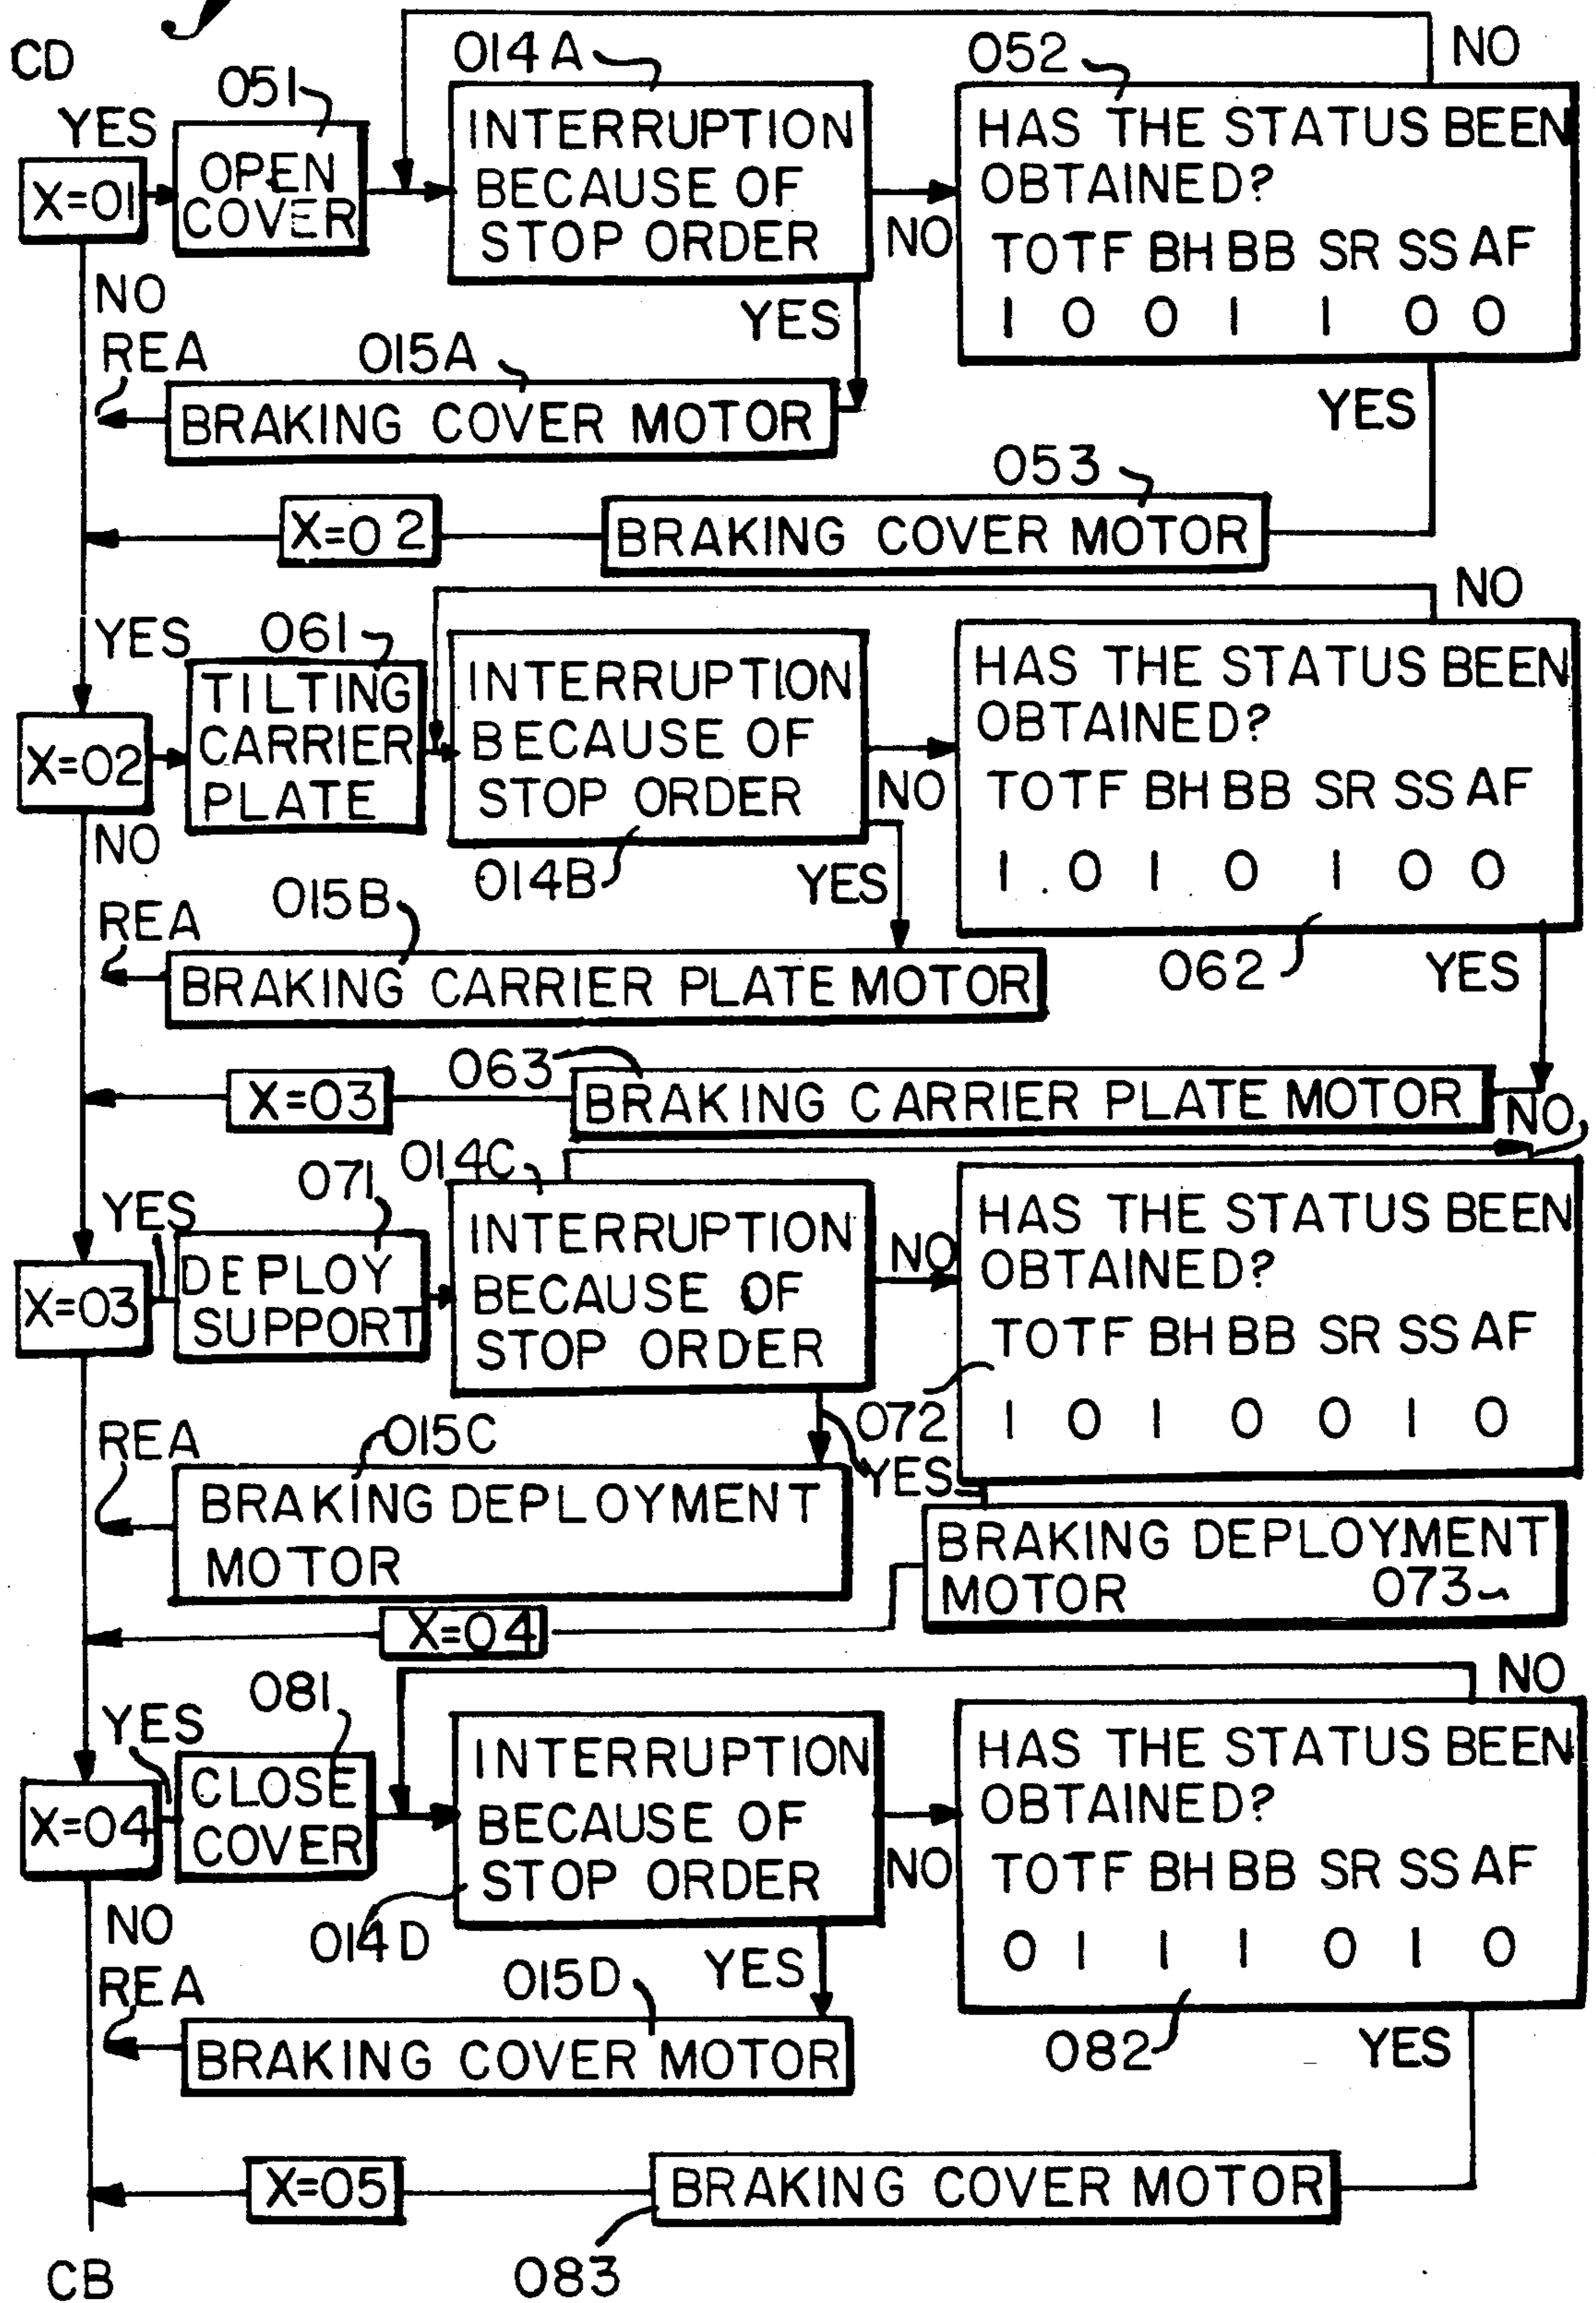 CD
014A
052
NO
051
YES
X=01
OPEN
COVER
INTERRUPTION
BECAUSE OF
STOP ORDER
NO
HAS THE STATUS BEEN
OBTAINED?
TO TF BH BB SR SS AF
1 0 0 1 1 0 0
NO
REA
YES
015A
BRAKING COVER MOTOR
YES
053
X=02
BRAKING COVER MOTOR
NO
YES
061
X=02
TILTING
CARRIER
PLATE
INTERRUPTION
BECAUSE OF
STOP ORDER
NO
HAS THE STATUS BEEN
OBTAINED?
TO TF BH BB SR SS AF
1 0 1 0 1 0 0
NO
014B
YES
015B
REA
062
YES
BRAKING CARRIER PLATE MOTOR
063
X=03
BRAKING CARRIER PLATE MOTOR
NO
014C
071
YES
X=03
DEPLOY
SUPPORT
INTERRUPTION
BECAUSE OF
STOP ORDER
NO
HAS THE STATUS BEEN
OBTAINED?
TO TF BH BB SR SS AF
1 0 1 0 0 1 0
072
REA
015C
YES
BRAKING DEPLOYMENT
MOTOR
BRAKING DEPLOYMENT
MOTOR 073
X=04
NO
081
YES
X=04
CLOSE
COVER
INTERRUPTION
BECAUSE OF
STOP ORDER
NO
HAS THE STATUS BEEN
OBTAINED?
TO TF BH BB SR SS AF
0 1 1 1 0 1 0
NO
014D
REA
015D
YES
BRAKING COVER MOTOR
082
YES
X=05
BRAKING COVER MOTOR
083
CB